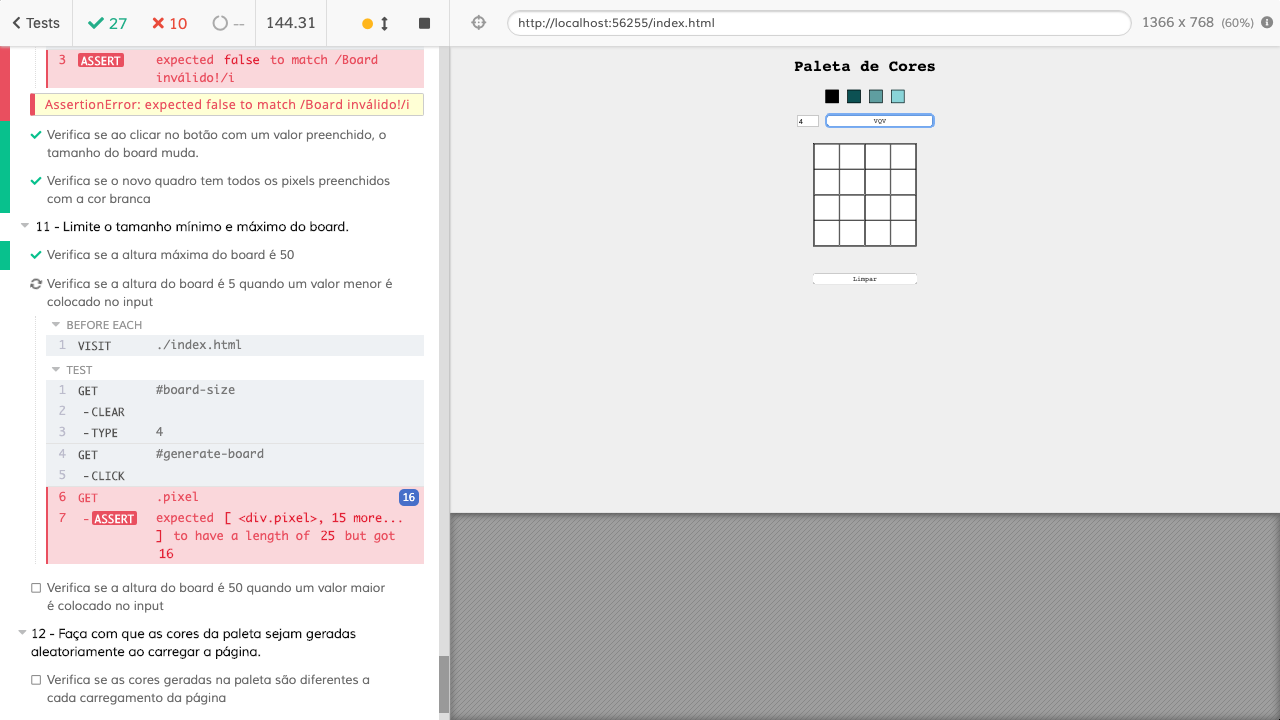 Tests 27 10 -- 144.31 http://localhost:56255/index.html 1366 x 768 (60%)
3 ASSERT expected false to match /Board
inválido!/i
AssertionError: expected false to match /Board inválido!/i
Verifica se ao clicar no botão com um valor preenchido, o
tamanho do board muda.
Verifica se o novo quadro tem todos os pixels preenchidos
com a cor branca
11 - Limite o tamanho mínimo e máximo do board.
Verifica se a altura máxima do board é 50
Verifica se a altura do board é 5 quando um valor menor é
colocado no input
BEFORE EACH
1 VISIT ./index.html
TEST
1 GET #board-size
2 -CLEAR
3 -TYPE 4
4 GET #generate-board
5 -CLICK
6 GET .pixel 16
7 -ASSERT expected [ <div.pixel>, 15 more...
] to have a length of 25 but got
16
Verifica se a altura do board é 50 quando um valor maior
é colocado no input
12 - Faça com que as cores da paleta sejam geradas
aleatoriamente ao carregar a página.
Verifica se as cores geradas na paleta são diferentes a
cada carregamento da página
Paleta de Cores
4 VQV
Limpar